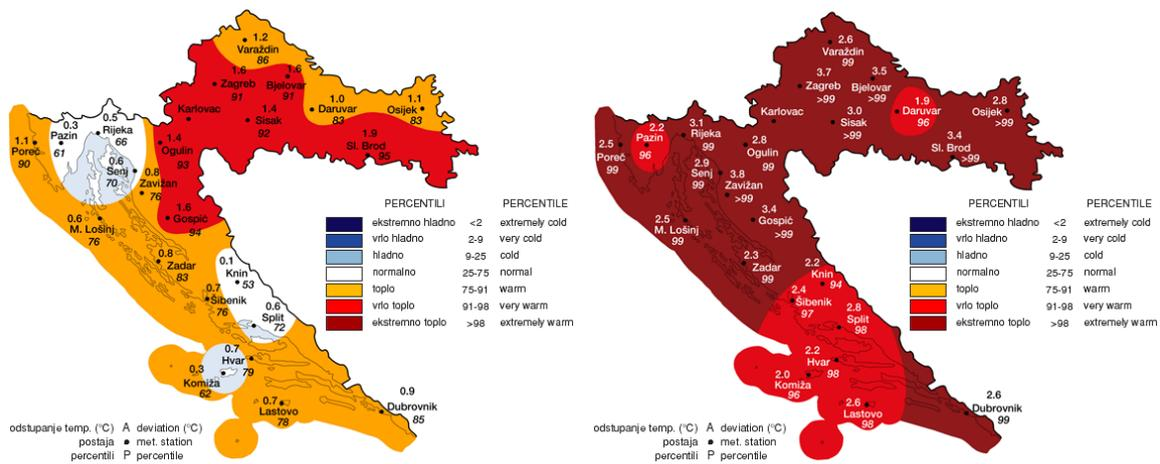 1.2
Varaždin
86
1.6
Zagreb
91
1.6
Bjelovar
91
1.0
Daruvar
83
1.1
Osijek
83
Karlovac
1.4
Sisak
92
1.9
Sl. Brod
95
0.5
Rijeka
66
0.3
Pazin
61
1.1
Poreč
90
1.4
Ogulin
93
0.6
Senj
70
0.8
Zavižan
76
1.6
Gospić
94
0.6
M. Lošinj
76
0.8
Zadar
83
0.1
Knin
53
0.7
Šibenik
76
0.6
Split
72
0.7
Hvar
79
0.3
Komiža
62
0.7
Lastovo
78
0.9
Dubrovnik
85
PERCENTILI PERCENTILE
ekstremno hladno <2 extremely cold
vrlo hladno 2-9 very cold
hladno 9-25 cold
normalno 25-75 normal
toplo 75-91 warm
vrlo toplo 91-98 very warm
ekstremno toplo >98 extremely warm
odstupanje temp. (°C) A deviation (°C)
postaja met. station
percentili P percentile
2.6
Varaždin
99
3.7
Zagreb
>99
3.5
Bjelovar
>99
1.9
Daruvar
96
2.8
Osijek
>99
Karlovac
3.0
Sisak
>99
3.4
Sl. Brod
>99
3.1
Rijeka
99
2.2
Pazin
96
2.5
Poreč
99
2.8
Ogulin
99
2.9
Senj
99
3.8
Zavižan
>99
3.4
Gospić
>99
2.5
M. Lošinj
99
2.3
Zadar
99
2.2
Knin
94
2.4
Šibenik
97
2.8
Split
98
2.2
Hvar
98
2.0
Komiža
96
2.6
Lastovo
98
2.6
Dubrovnik
99
PERCENTILI PERCENTILE
ekstremno hladno <2 extremely cold
vrlo hladno 2-9 very cold
hladno 9-25 cold
normalno 25-75 normal
toplo 75-91 warm
vrlo toplo 91-98 very warm
ekstremno toplo >98 extremely warm
odstupanje temp. (°C) A deviation (°C)
postaja met. station
percentili P percentile